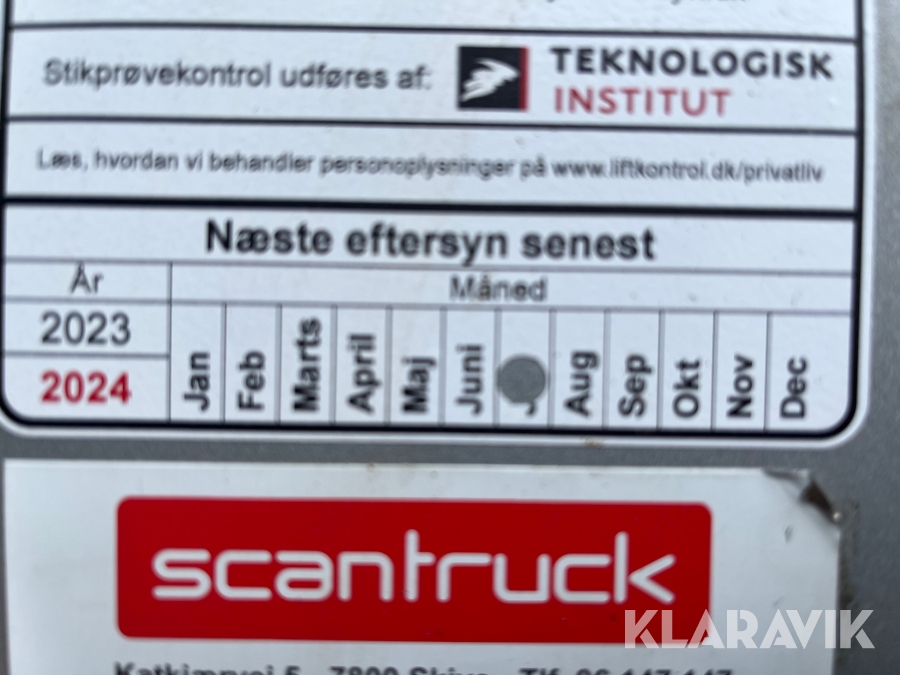 Stikprøvekontrol udføres af: TEKNOLOGISK
INSTITUT
Læs, hvordan vi behandler personoplysninger på www.liftkontrol.dk/privatliv
Næste eftersyn senest
År Måned
2023
2024
Jan Feb Marts April Maj Juni J Aug Sep Okt Nov Dec
scantruck
KLARAVIK